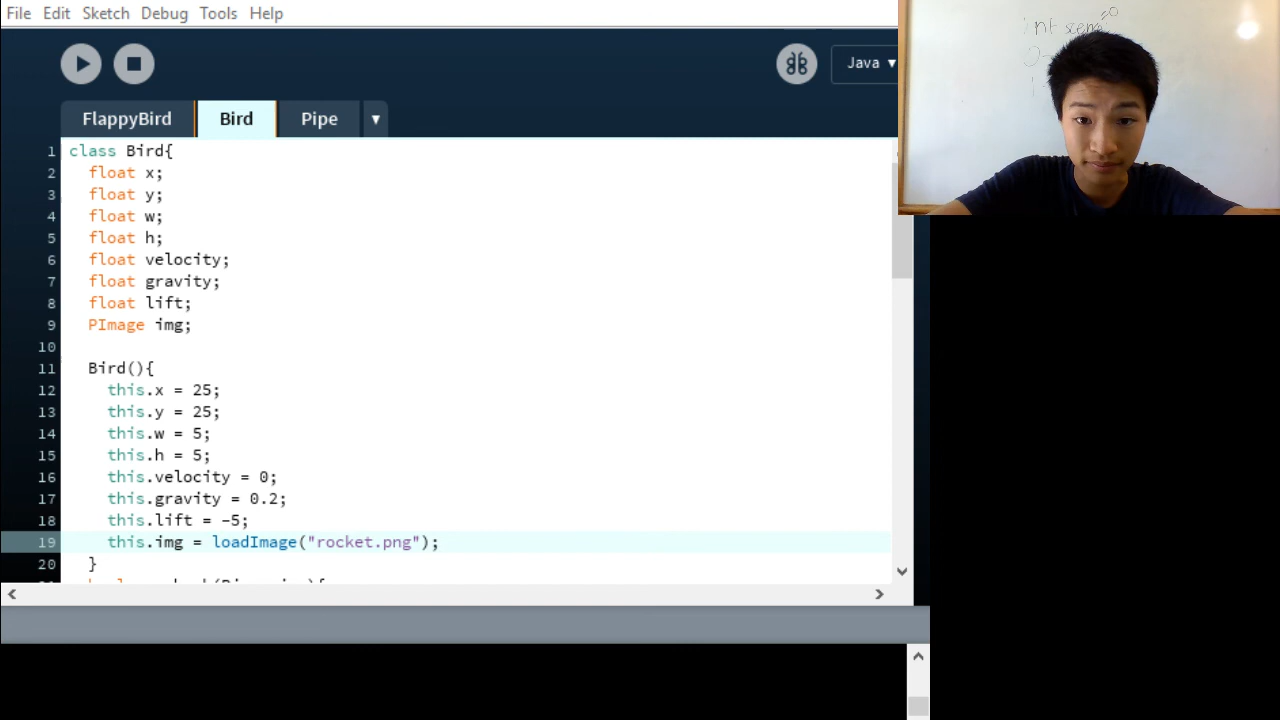 File Edit Sketch Debug Tools Help
Java ▾
FlappyBird Bird Pipe ▾
1 class Bird{
2 float x;
3 float y;
4 float w;
5 float h;
6 float velocity;
7 float gravity;
8 float lift;
9 PImage img;
10
11 Bird(){
12 this.x = 25;
13 this.y = 25;
14 this.w = 5;
15 this.h = 5;
16 this.velocity = 0;
17 this.gravity = 0.2;
18 this.lift = -5;
19 this.img = loadImage("rocket.png");
20 }
int